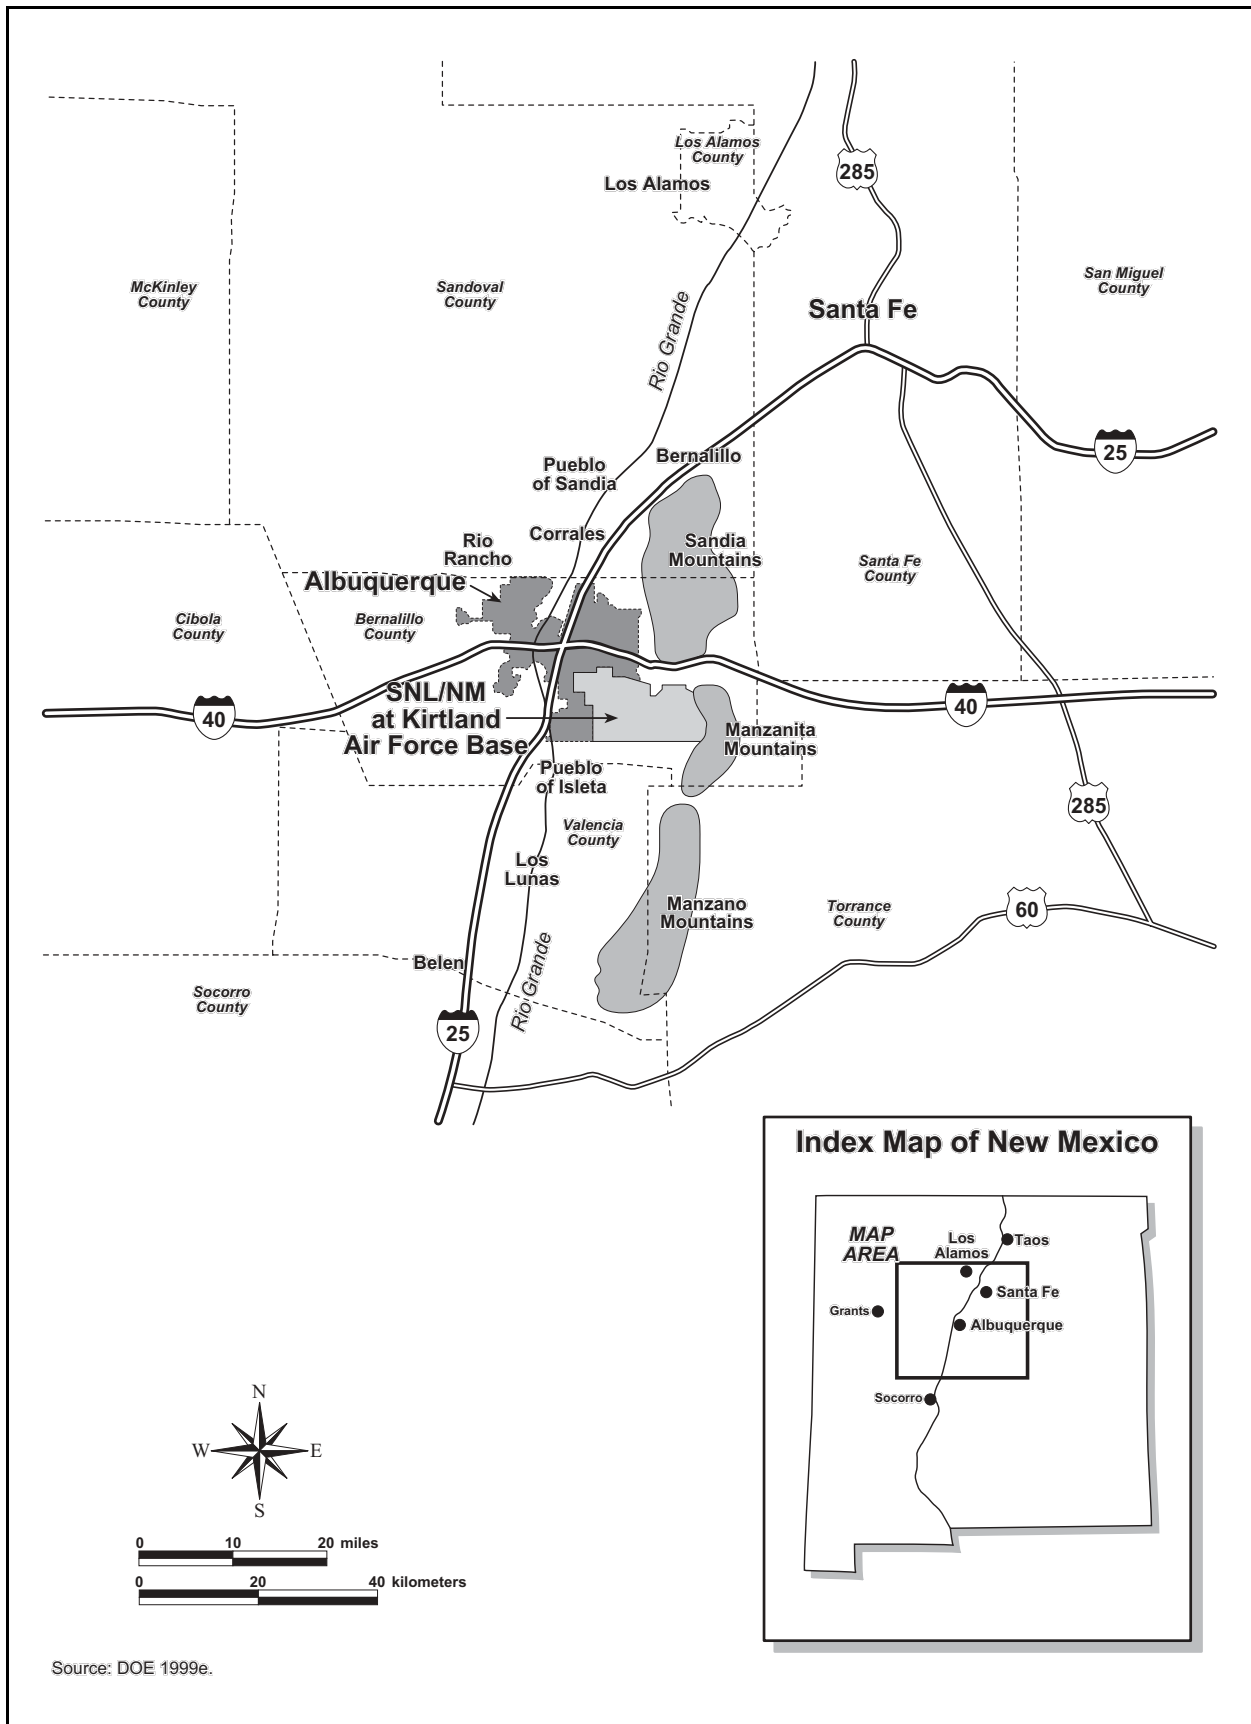 Los Alamos
County
285
Los Alamos
McKinley
County
Sandoval
County
San Miguel
County
Rio Grande
Santa Fe
25
Bernalillo
Pueblo
of Sandia
Corrales
Rio
Rancho
Sandia
Mountains
Santa Fe
County
Albuquerque
Cibola
County
Bernalillo
County
SNL/NM
at Kirtland
Air Force Base
40
40
Manzanita
Mountains
Pueblo
of Isleta
285
Valencia
County
Los
Lunas
Manzano
Mountains
Torrance
County
60
Belen
Rio Grande
Socorro
County
25
Index Map of New Mexico
MAP
AREA
Los
Alamos
Taos
Santa Fe
Grants
Albuquerque
Socorro
N
W
E
S
0 10 20 miles
0 20 40 kilometers
Source: DOE 1999e.